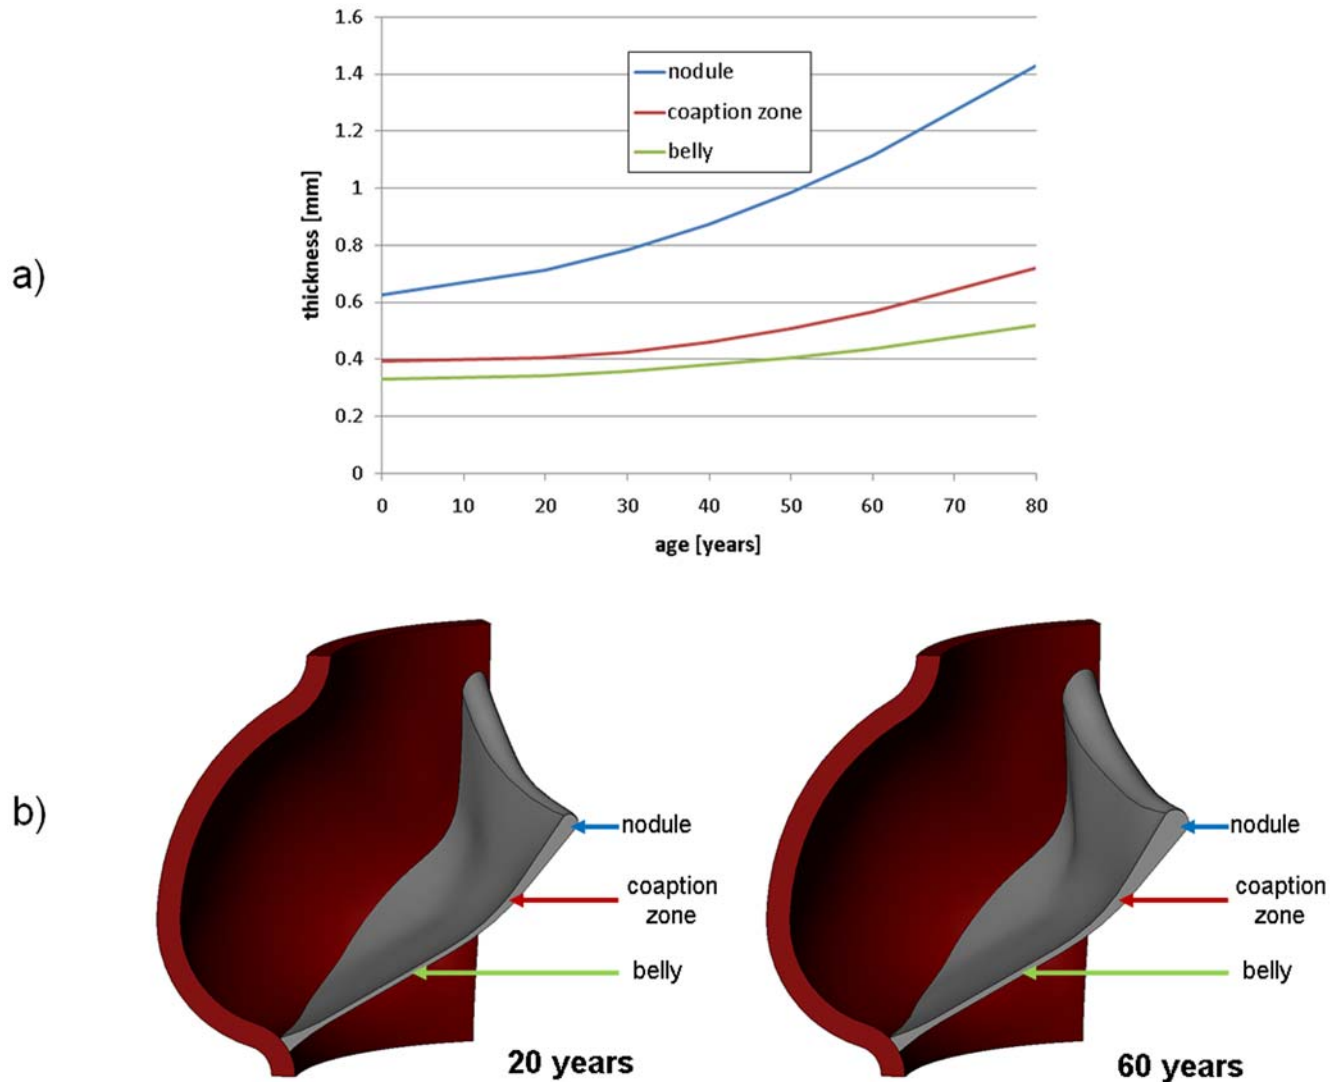 a)
1.6
1.4
1.2
1
0.8
0.6
0.4
0.2
0
thickness [mm]
nodule
coaption zone
belly
0 10 20 30 40 50 60 70 80
age [years]
b)
nodule
coaption
zone
belly
20 years
nodule
coaption
zone
belly
60 years